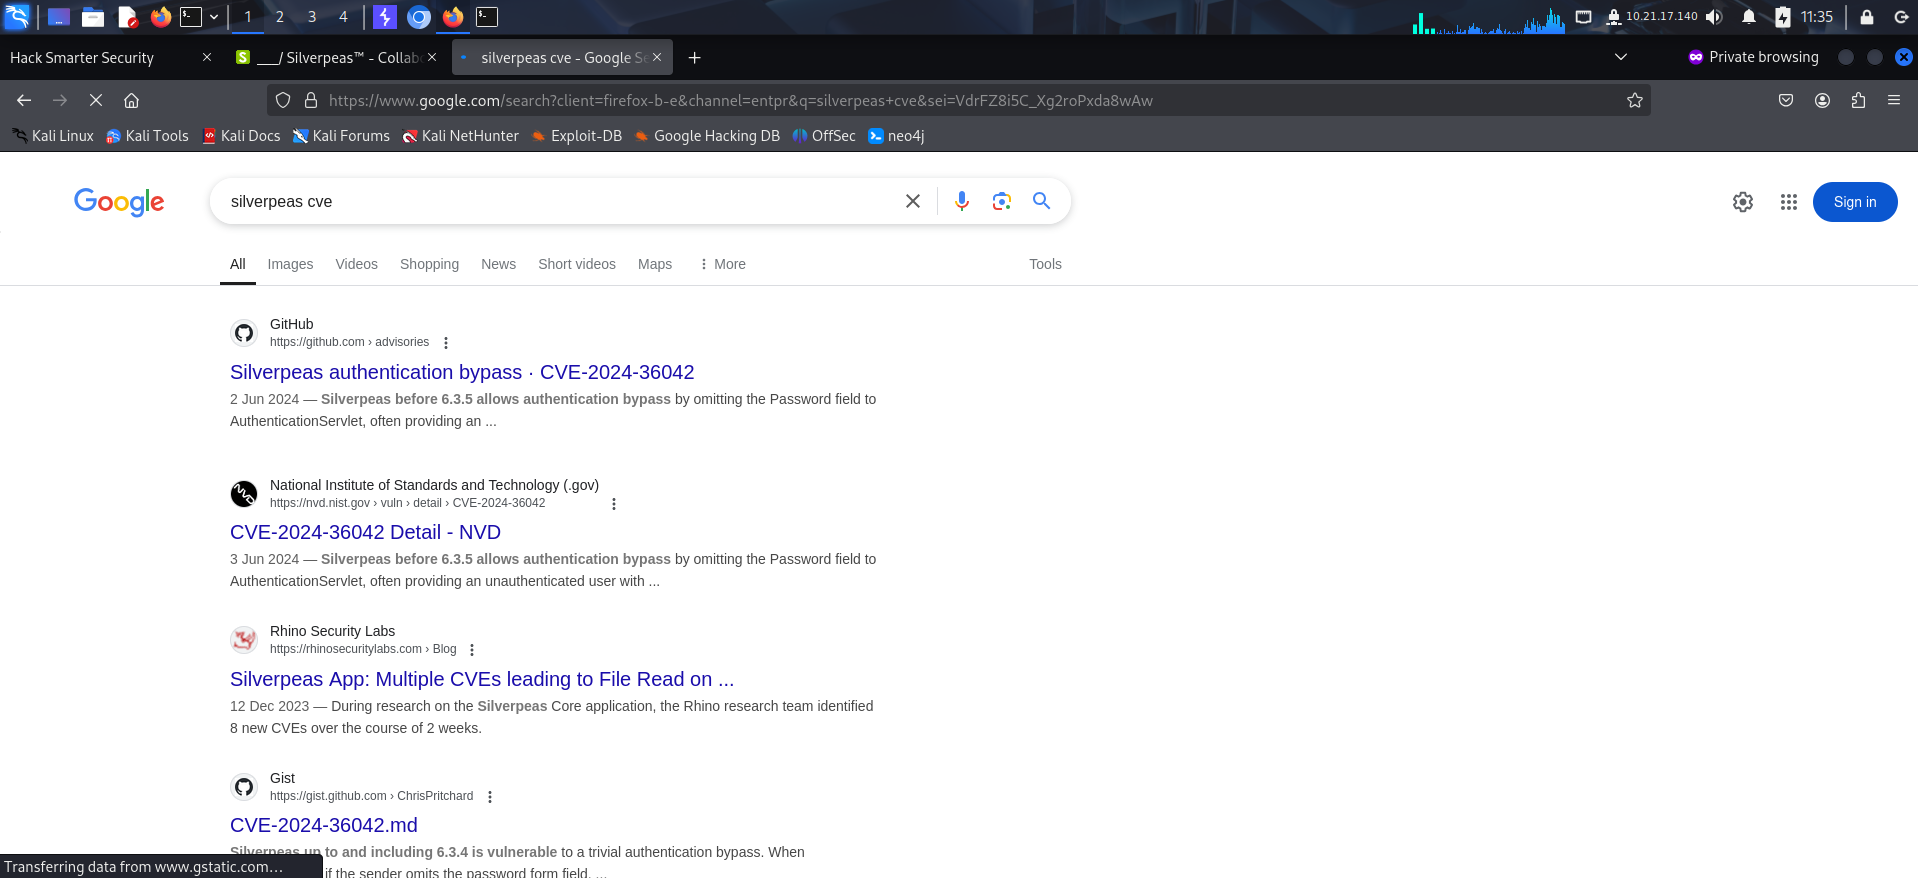 1 2 3 4 10.21.17.140 11:35
Hack Smarter Security ___/ Silverpeas™ - Collab silverpeas cve - Google Se Private browsing
https://www.google.com/search?client=firefox-b-e&channel=entpr&q=silverpeas+cve&sei=VdrFZ8i5C_Xg2roPxda8wAw
Kali Linux Kali Tools Kali Docs Kali Forums Kali NetHunter Exploit-DB Google Hacking DB OffSec neo4j
Google silverpeas cve Sign in
All Images Videos Shopping News Short videos Maps More Tools
GitHub
https://github.com › advisories
Silverpeas authentication bypass · CVE-2024-36042
2 Jun 2024 — Silverpeas before 6.3.5 allows authentication bypass by omitting the Password field to
AuthenticationServlet, often providing an ...
National Institute of Standards and Technology (.gov)
https://nvd.nist.gov › vuln › detail › CVE-2024-36042
CVE-2024-36042 Detail - NVD
3 Jun 2024 — Silverpeas before 6.3.5 allows authentication bypass by omitting the Password field to
AuthenticationServlet, often providing an unauthenticated user with ...
Rhino Security Labs
https://rhinosecuritylabs.com › Blog
Silverpeas App: Multiple CVEs leading to File Read on ...
12 Dec 2023 — During research on the Silverpeas Core application, the Rhino research team identified
8 new CVEs over the course of 2 weeks.
Gist
https://gist.github.com › ChrisPritchard
CVE-2024-36042.md
Silverpeas up to and including 6.3.4 is vulnerable to a trivial authentication bypass. When
if the sender omits the password form field, ...
Transferring data from www.gstatic.com…